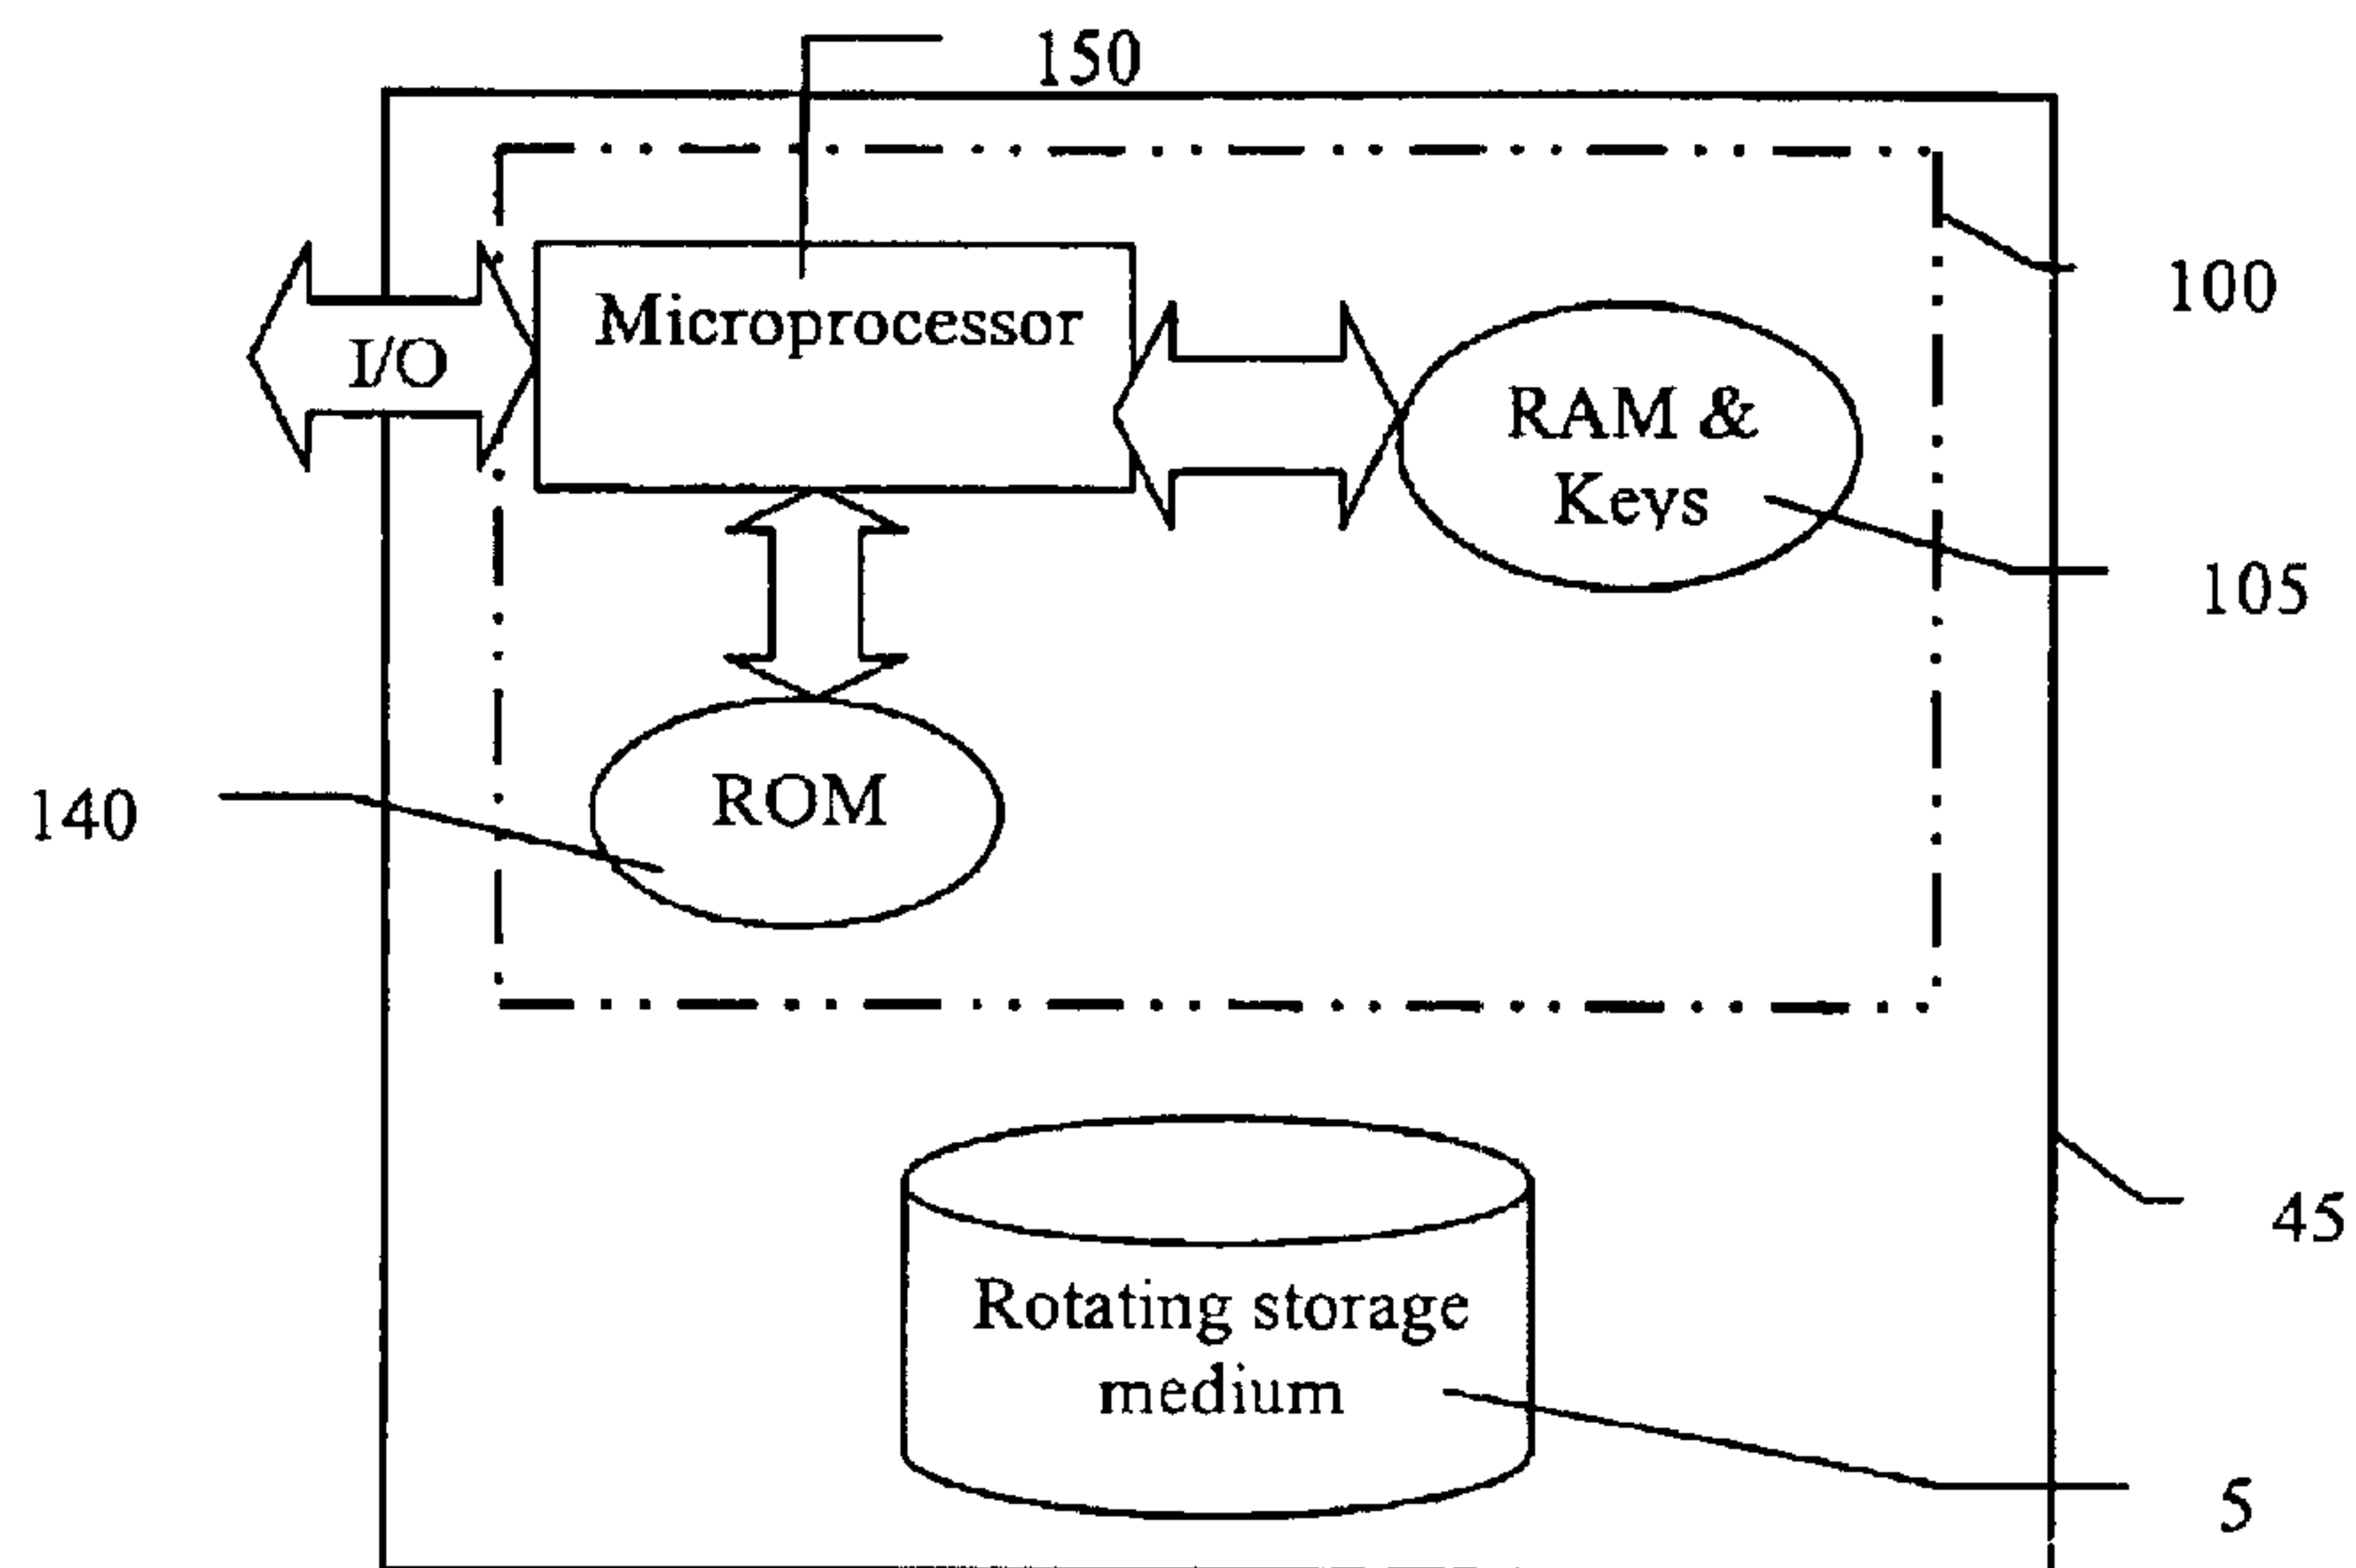 150
100
Microprocessor
I/O
RAM &
Keys
105
ROM
140
45
Rotating storage
medium
5